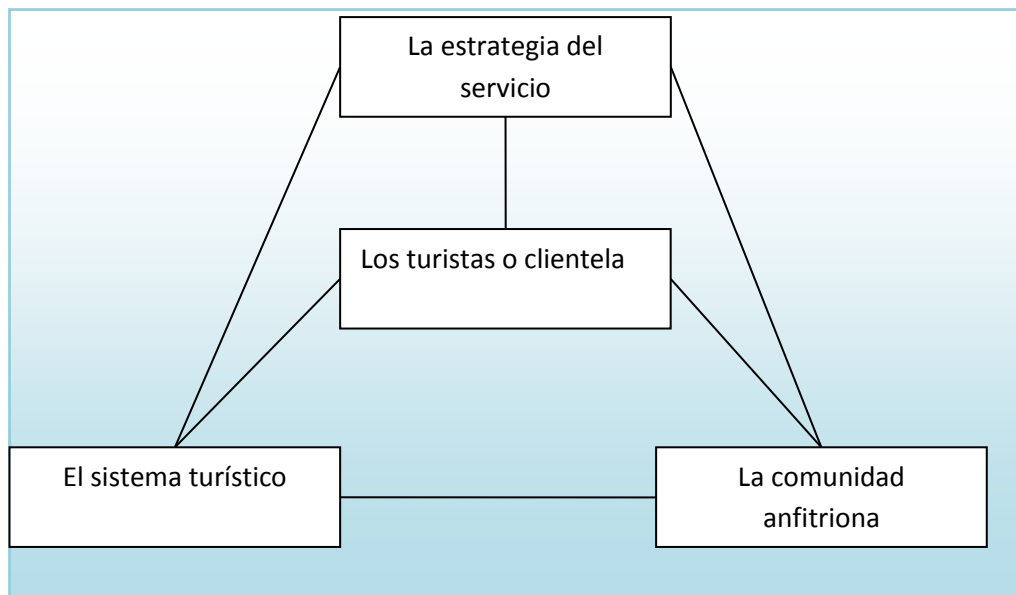 La estrategia del
servicio
Los turistas o clientela
El sistema turístico
La comunidad
anfitriona